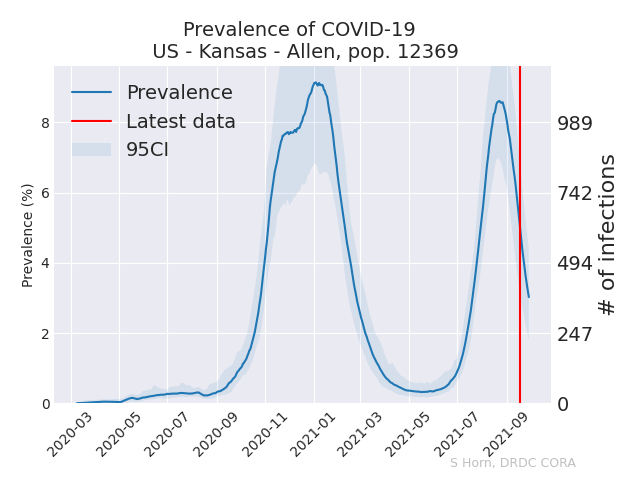 Prevalence of COVID-19
US - Kansas - Allen, pop. 12369
Prevalence
Latest data
95CI
Prevalence (%)
8
6
4
2
0
# of infections
989
742
494
247
0
2020-03
2020-05
2020-07
2020-09
2020-11
2021-01
2021-03
2021-05
2021-07
2021-09
S Horn, DRDC CORA